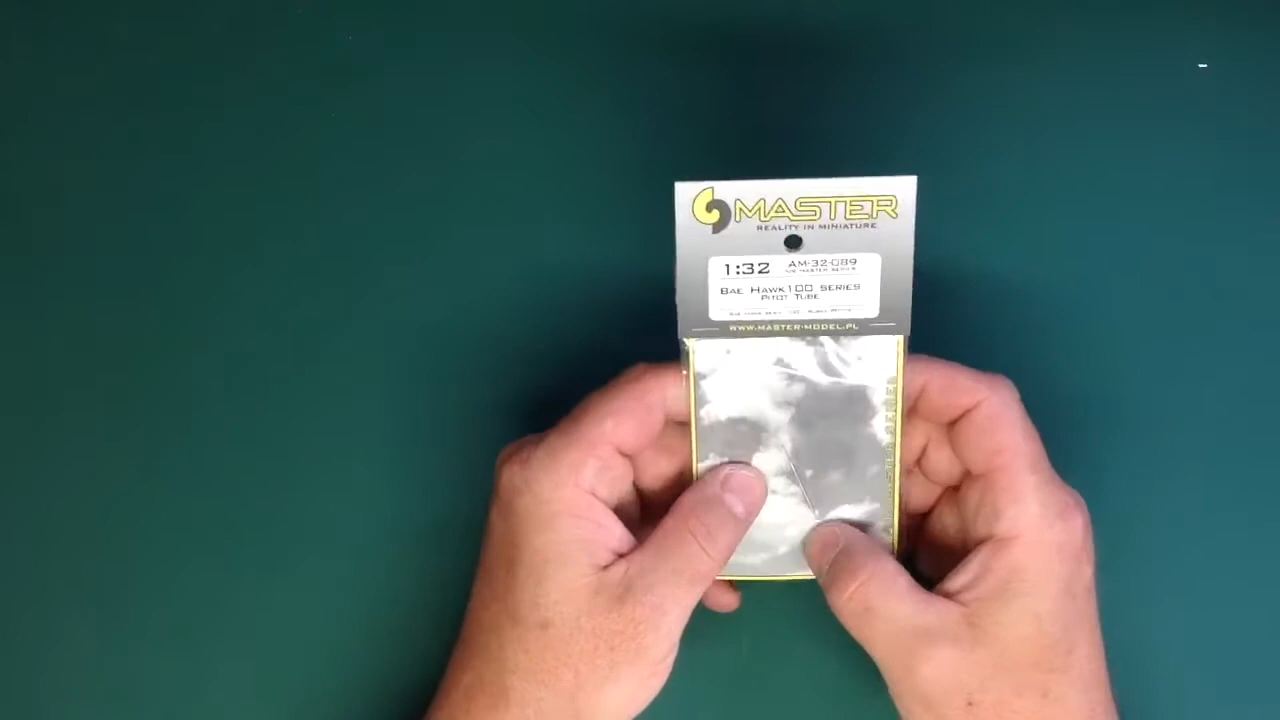 MASTER
REALITY IN MINIATURE
1:32 AM-32-089
BAE HAWK100 SERIES
PITOT TUBE
WWW.MASTER-MODEL.PL